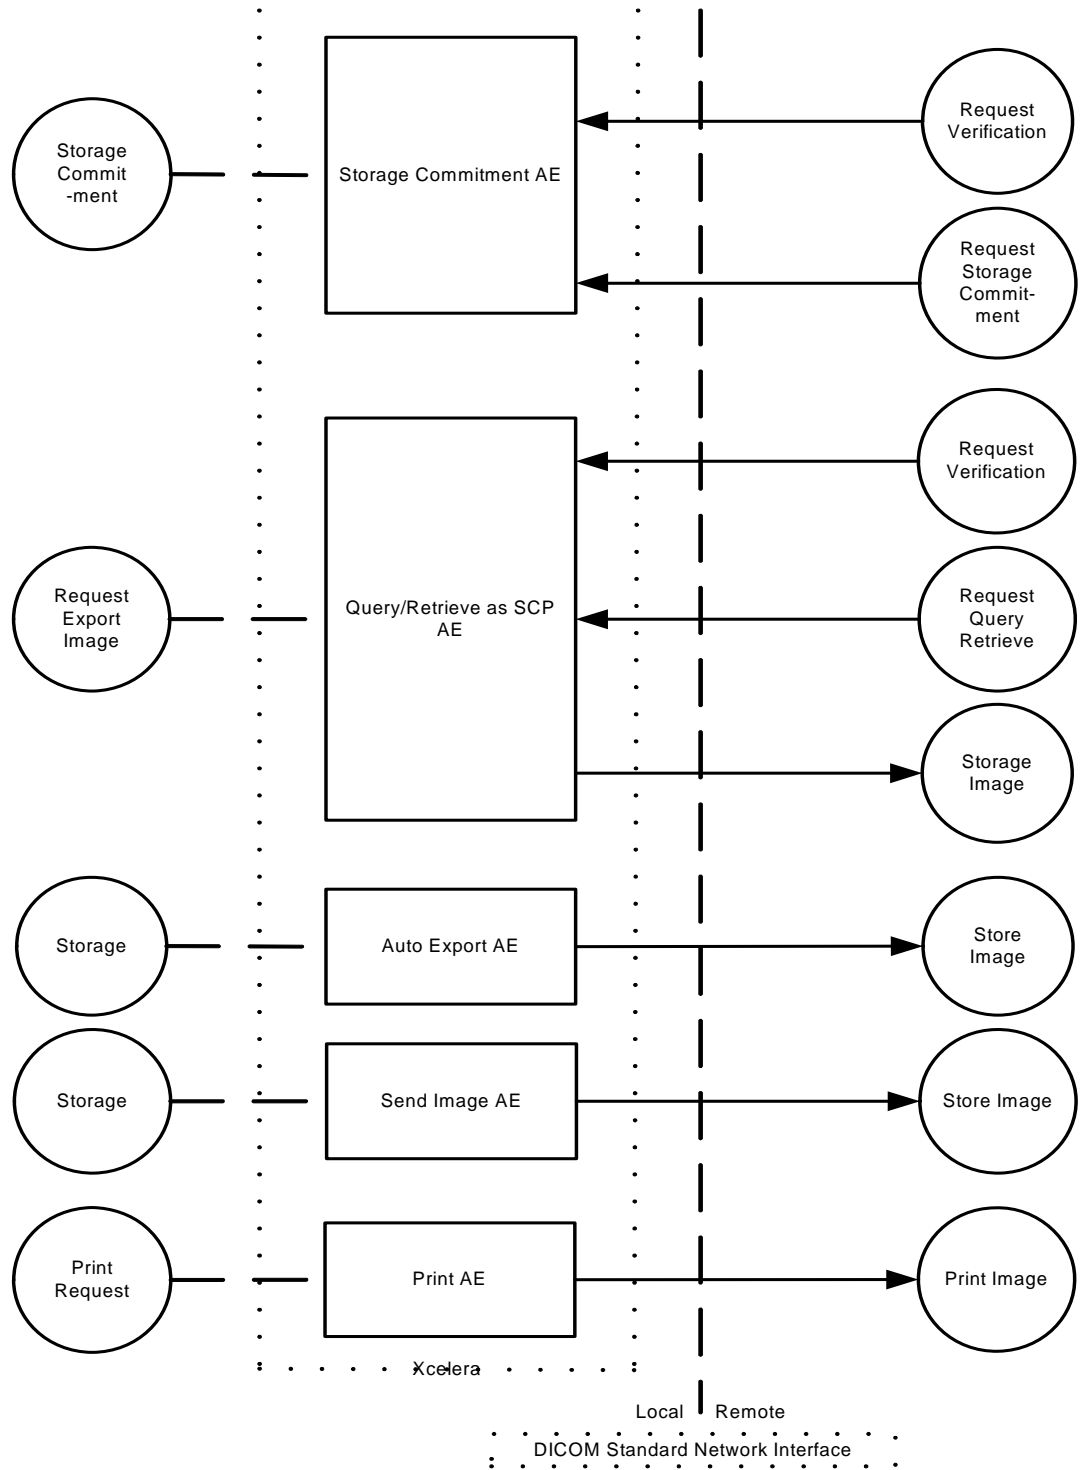 Storage
Commit
-ment
Storage Commitment AE
Request
Verification
Request
Storage
Commit-
ment
Request
Export
Image
Query/Retrieve as SCP
AE
Request
Verification
Request
Query
Retrieve
Storage
Image
Storage
Auto Export AE
Store
Image
Storage
Send Image AE
Store Image
Print
Request
Print AE
Print Image
Xcelera
Local
Remote
DICOM Standard Network Interface